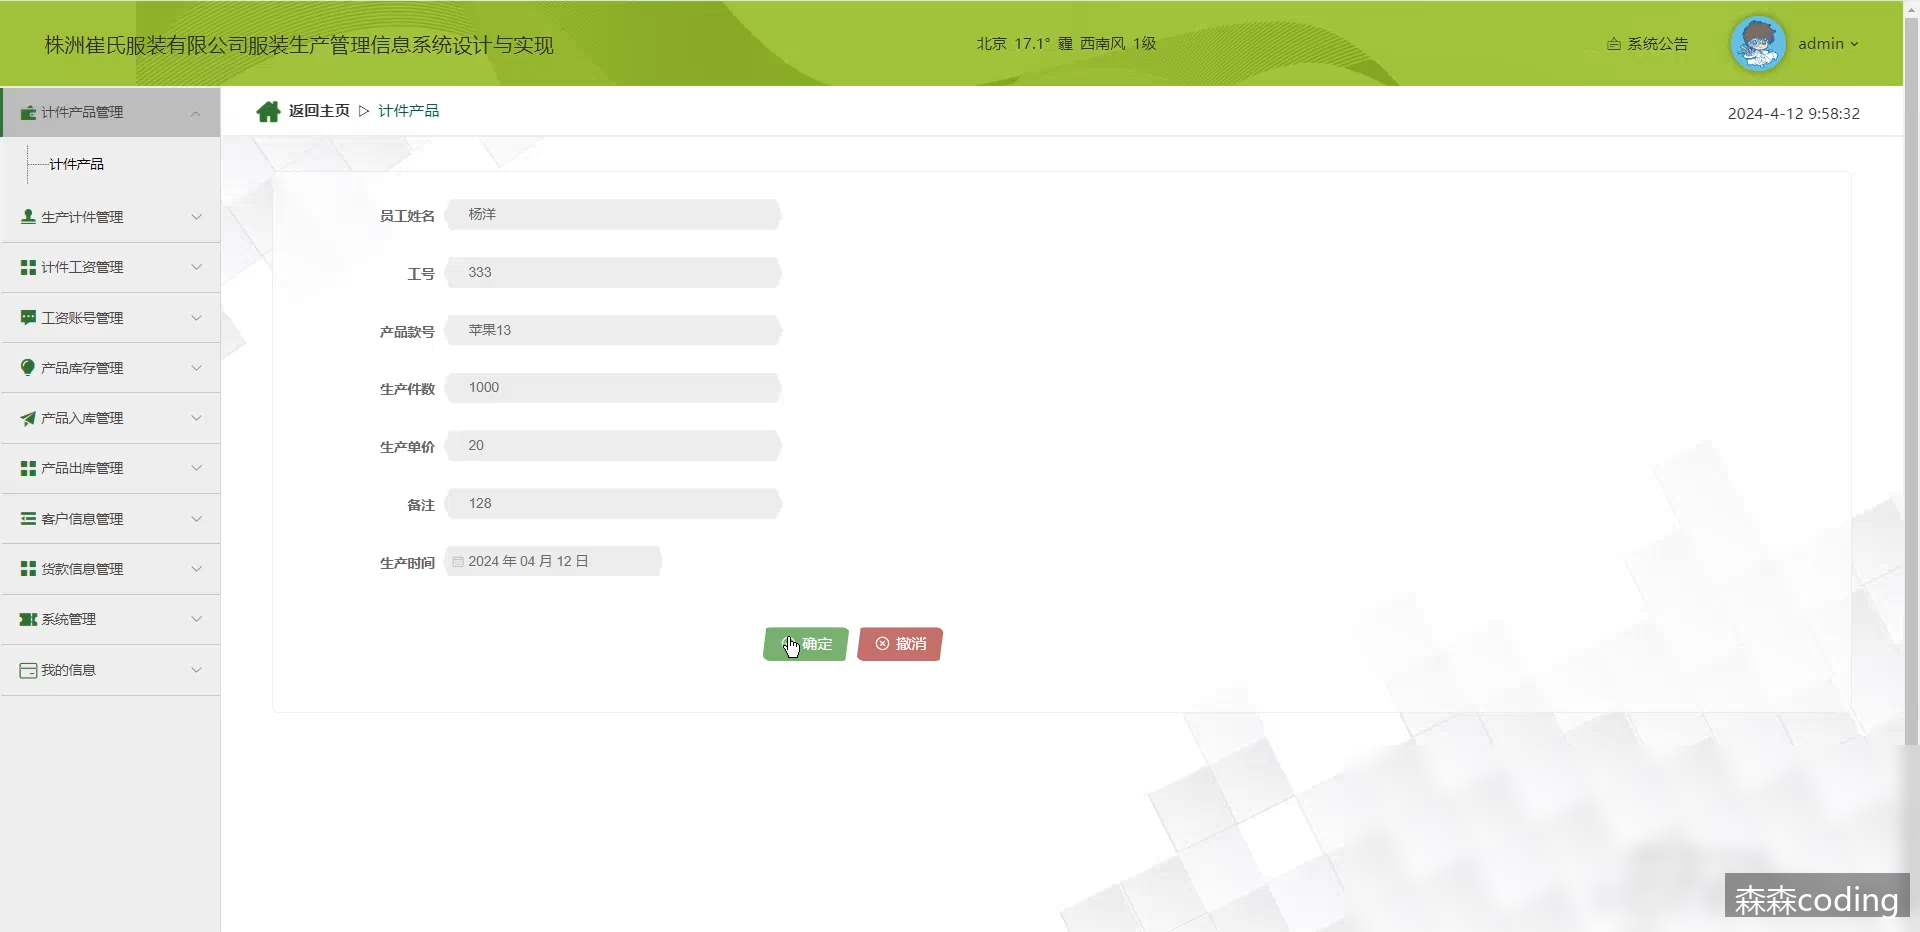 株洲崔氏服装有限公司服装生产管理信息系统设计与实现
北京 17.1° 霾 西南风 1级
系统公告
admin
计件产品管理
计件产品
生产计件管理
计件工资管理
工资账号管理
产品库存管理
产品入库管理
产品出库管理
客户信息管理
货款信息管理
系统管理
我的信息
返回主页 ▷ 计件产品
2024-4-12 9:58:32
员工姓名 杨洋
工号 333
产品款号 苹果13
生产件数 1000
生产单价 20
备注 128
生产时间 2024 年 04 月 12 日
确定 撤消
森森coding